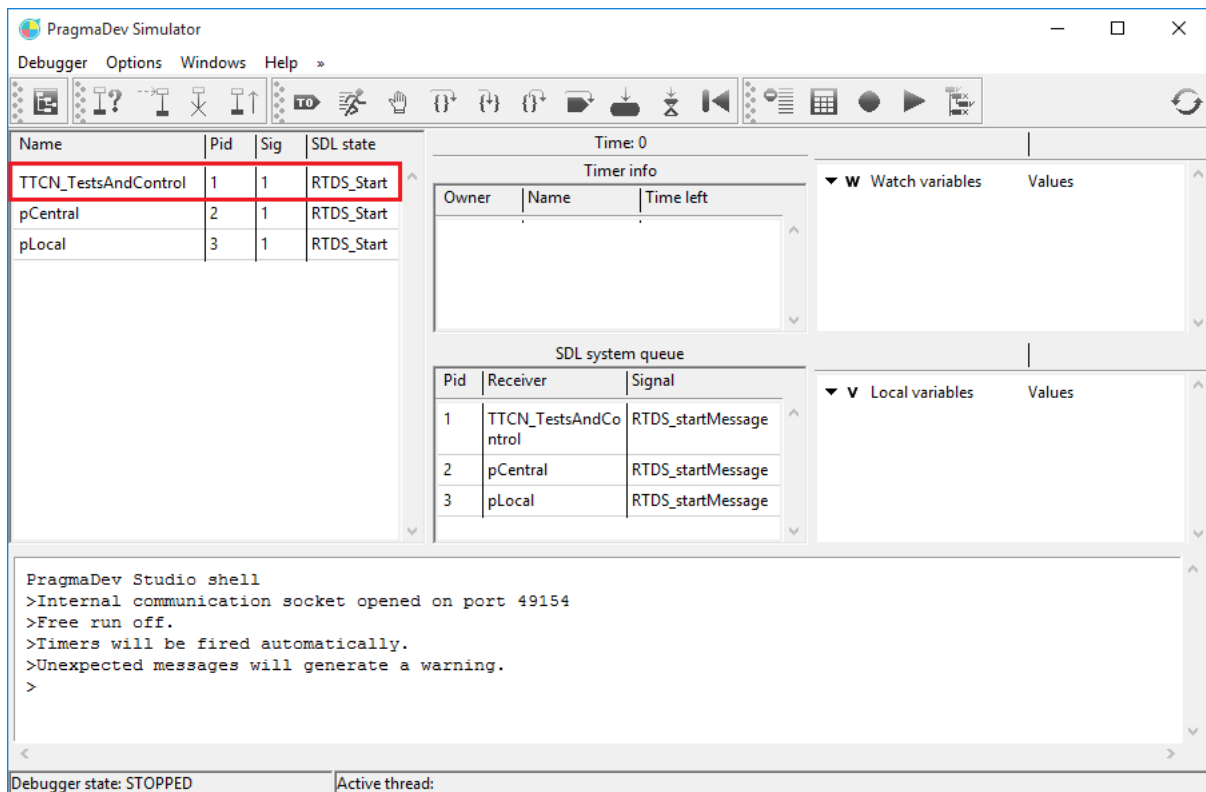 PragmaDev Simulator
Debugger Options Windows Help »
TO
Name Pid Sig SDL state
TTCN_TestsAndControl 1 1 RTDS_Start
pCentral 2 1 RTDS_Start
pLocal 3 1 RTDS_Start
Time: 0
Timer info
Owner Name Time left
SDL system queue
Pid Receiver Signal
1 TTCN_TestsAndCo RTDS_startMessage
ntrol
2 pCentral RTDS_startMessage
3 pLocal RTDS_startMessage
W Watch variables Values
V Local variables Values
PragmaDev Studio shell
>Internal communication socket opened on port 49154
>Free run off.
>Timers will be fired automatically.
>Unexpected messages will generate a warning.
>
Debugger state: STOPPED Active thread: